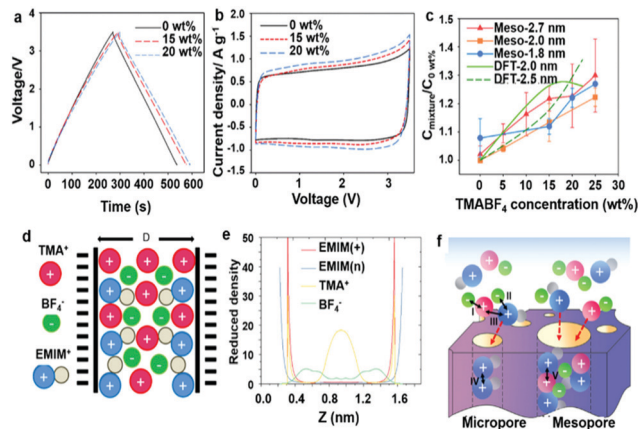 a
4
3
2
1
0
Voltage/V
0 wt%
15 wt%
20 wt%
0 100 200 300 400 500 600
Time (s)
b
1.5
1.0
0.5
0.0
-0.5
-1.0
-1.5
Current density/ A g-1
0 wt%
15 wt%
20 wt%
0 1 2 3
Voltage (V)
c
1.6
1.5
1.4
1.3
1.2
1.1
1.0
Cmixture/C0 wt%
Meso-2.7 nm
Meso-2.0 nm
Meso-1.8 nm
DFT-2.0 nm
DFT-2.5 nm
0 5 10 15 20 25
TMABF4 concentration (wt%)
d
TMA+
BF4-
EMIM+
D
e
50
40
30
20
10
0
Reduced density
EMIM(+)
EMIM(n)
TMA+
BF4-
0.0 0.4 0.8 1.2 1.6
Z (nm)
f
I
II
III
IV
V
Micropore
Mesopore